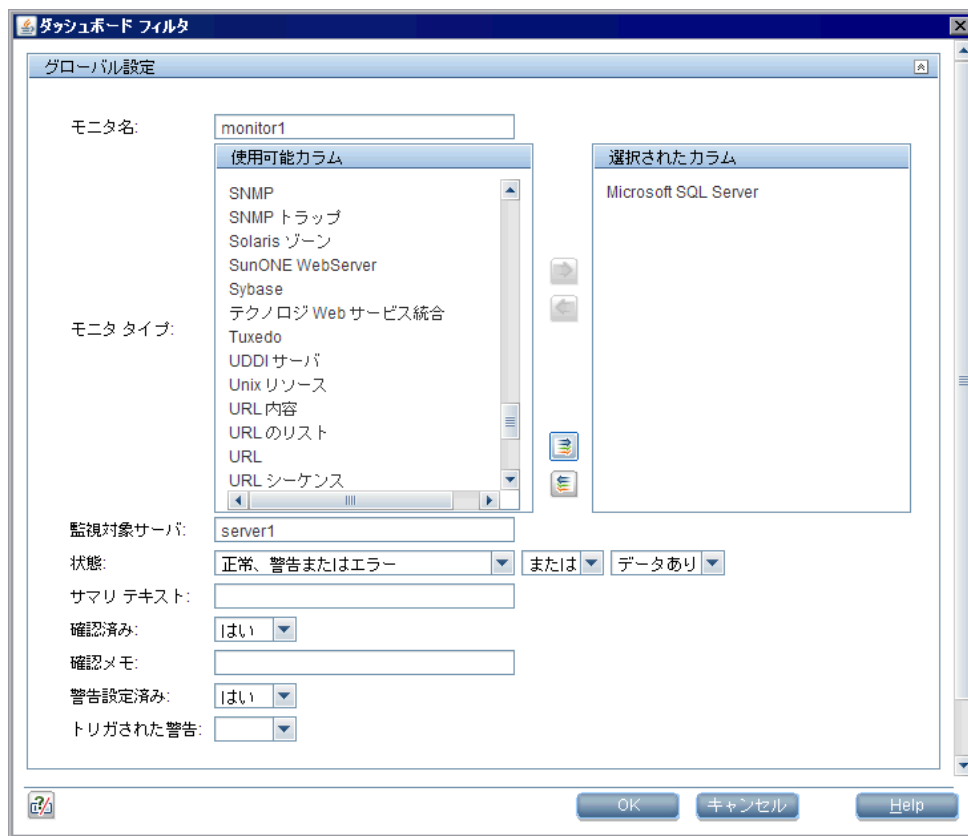 ダッシュボード フィルタ
グローバル設定
モニタ名:
monitor1
使用可能カラム
選択されたカラム
モニタ タイプ:
SNMP
SNMP トラップ
Solaris ゾーン
SunONE WebServer
Sybase
テクノロジ Web サービス統合
Tuxedo
UDDI サーバ
Unix リソース
URL 内容
URL のリスト
URL
URL シーケンス
Microsoft SQL Server
監視対象サーバ:
server1
状態:
正常、警告またはエラー
または
データあり
サマリ テキスト:
確認済み:
はい
確認メモ:
警告設定済み:
はい
トリガされた警告:
OK
キャンセル
Help